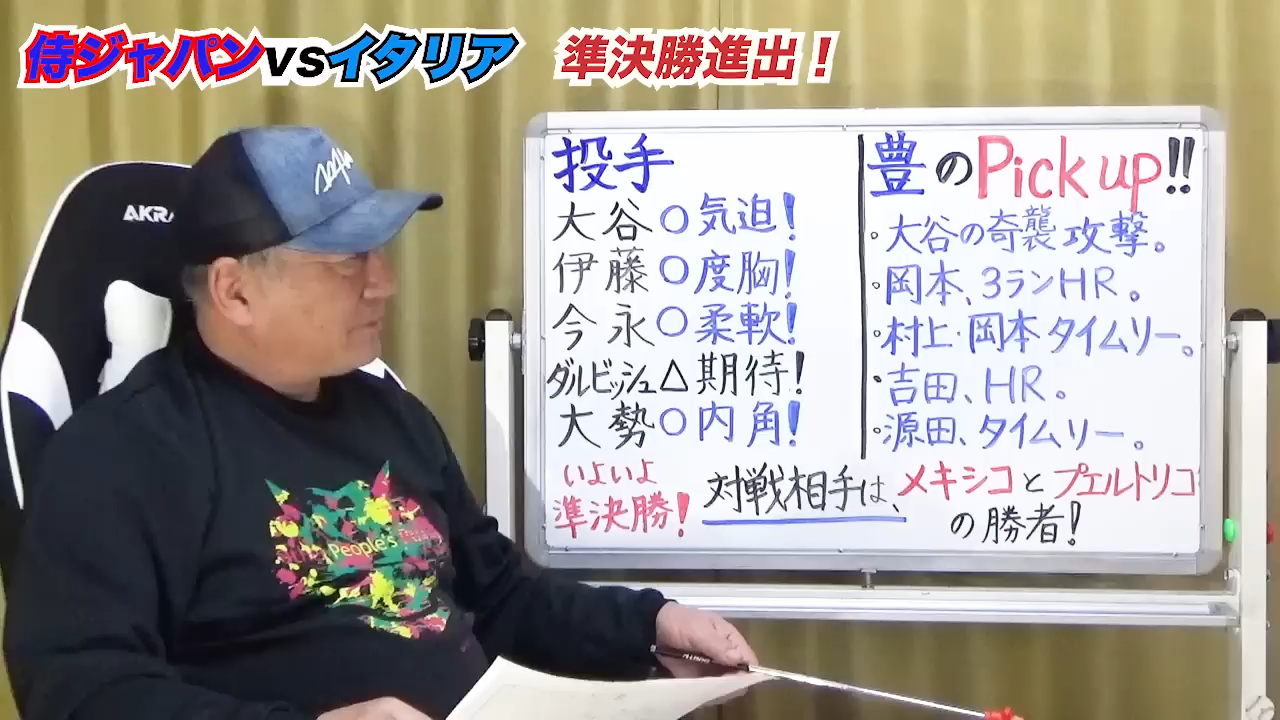 侍ジャパンvsイタリア 準決勝進出！
AKRA
投手
大谷○気迫!
伊藤○度胸!
今永○柔軟!
ダルビッシュ△期待!
大勢○内角!
いよいよ
準決勝!
豊のPick up!!
・大谷の奇襲攻撃。
・岡本、3ランHR。
・村上・岡本タイムリー。
・吉田、HR。
・源田、タイムリー。
対戦相手は、メキシコとプエルトリコ
の勝者!
People's